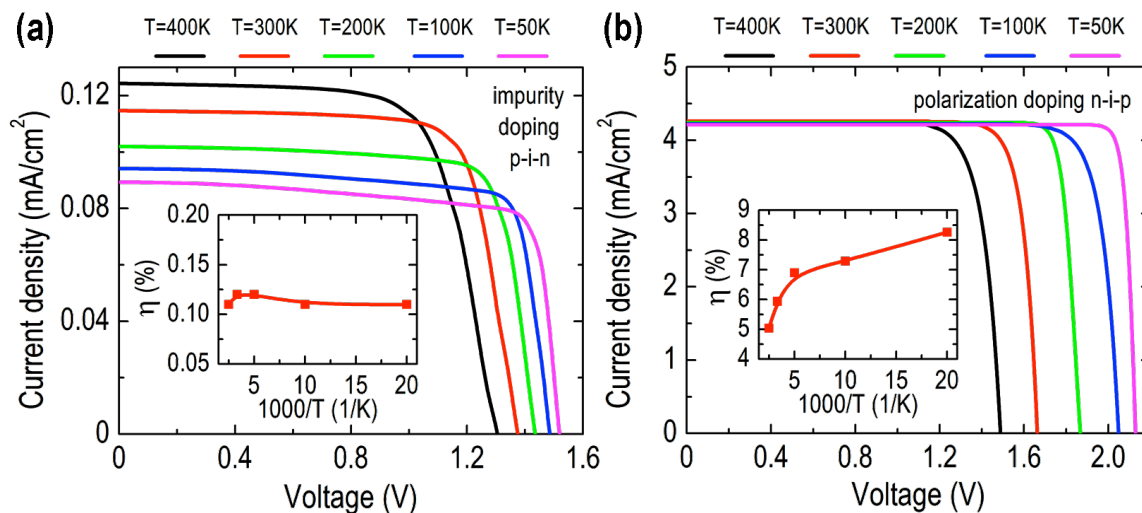 (a)
T=400K T=300K T=200K T=100K T=50K
impurity
doping
p-i-n
Current density (mA/cm²)
0.12
0.08
0.04
0
0 0.4 0.8 1.2 1.6
Voltage (V)
η (%)
0.20
0.15
0.10
0.05
5 10 15 20
1000/T (1/K)
(b)
T=400K T=300K T=200K T=100K T=50K
polarization doping n-i-p
Current density (mA/cm²)
5
4
3
2
1
0
0 0.4 0.8 1.2 1.6 2.0
Voltage (V)
η (%)
9
8
7
6
5
4
5 10 15 20
1000/T (1/K)